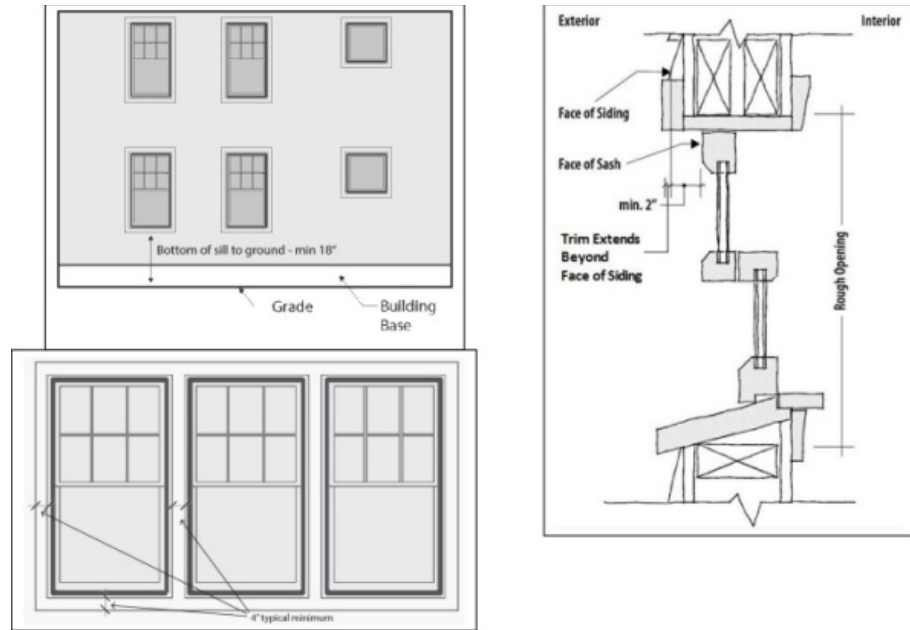 Bottom of sill to ground - min 18"
Grade
Building
Base
4" typical minimum
Exterior
Interior
Face of Siding
Face of Sash
min. 2"
Trim Extends
Beyond
Face of Siding
Rough Opening